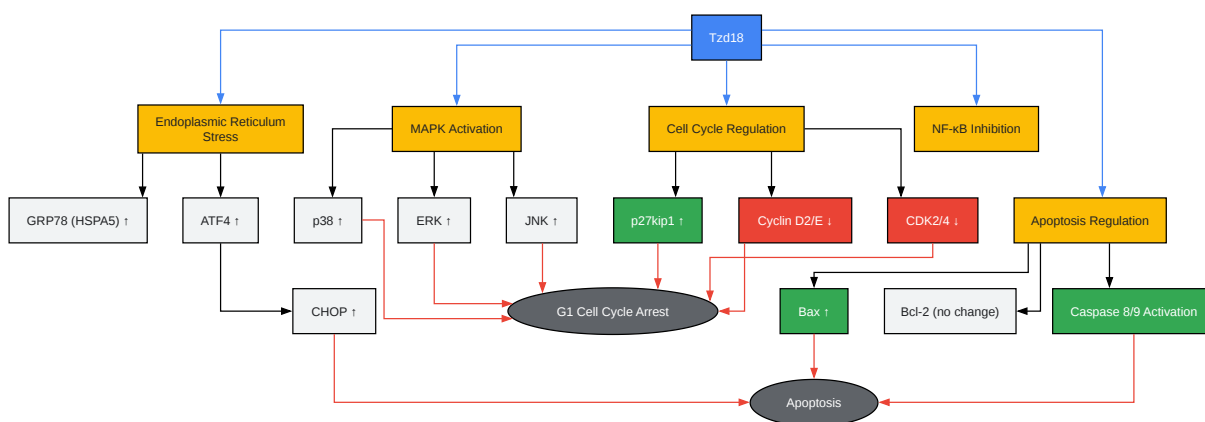 Tzd18
Endoplasmic Reticulum
Stress
MAPK Activation
Cell Cycle Regulation
NF-κB Inhibition
GRP78 (HSPA5) ↑
ATF4 ↑
p38 ↑
ERK ↑
JNK ↑
p27kip1 ↑
Cyclin D2/E ↓
CDK2/4 ↓
Apoptosis Regulation
CHOP ↑
G1 Cell Cycle Arrest
Bax ↑
Bcl-2 (no change)
Caspase 8/9 Activation
Apoptosis